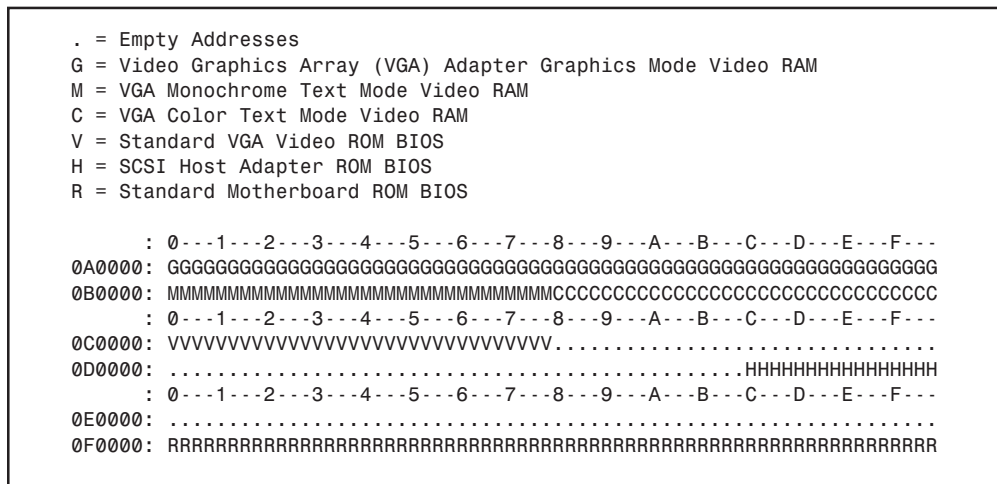 . = Empty Addresses
G = Video Graphics Array (VGA) Adapter Graphics Mode Video RAM
M = VGA Monochrome Text Mode Video RAM
C = VGA Color Text Mode Video RAM
V = Standard VGA Video ROM BIOS
H = SCSI Host Adapter ROM BIOS
R = Standard Motherboard ROM BIOS
: 0---1---2---3---4---5---6---7---8---9---A---B---C---D---E---F---
0A0000: GGGGGGGGGGGGGGGGGGGGGGGGGGGGGGGGGGGGGGGGGGGGGGGGGGGGGGGGGGGGGGGG
0B0000: MMMMMMMMMMMMMMMMMMMMMMMMMMMMMMMMCCCCCCCCCCCCCCCCCCCCCCCCCCCCCCCC
: 0---1---2---3---4---5---6---7---8---9---A---B---C---D---E---F---
0C0000: VVVVVVVVVVVVVVVVVVVVVVVVVVVVVVVV................................
0D0000: ................................................HHHHHHHHHHHHHHHH
: 0---1---2---3---4---5---6---7---8---9---A---B---C---D---E---F---
0E0000: ................................................................
0F0000: RRRRRRRRRRRRRRRRRRRRRRRRRRRRRRRRRRRRRRRRRRRRRRRRRRRRRRRRRRRRRRRR